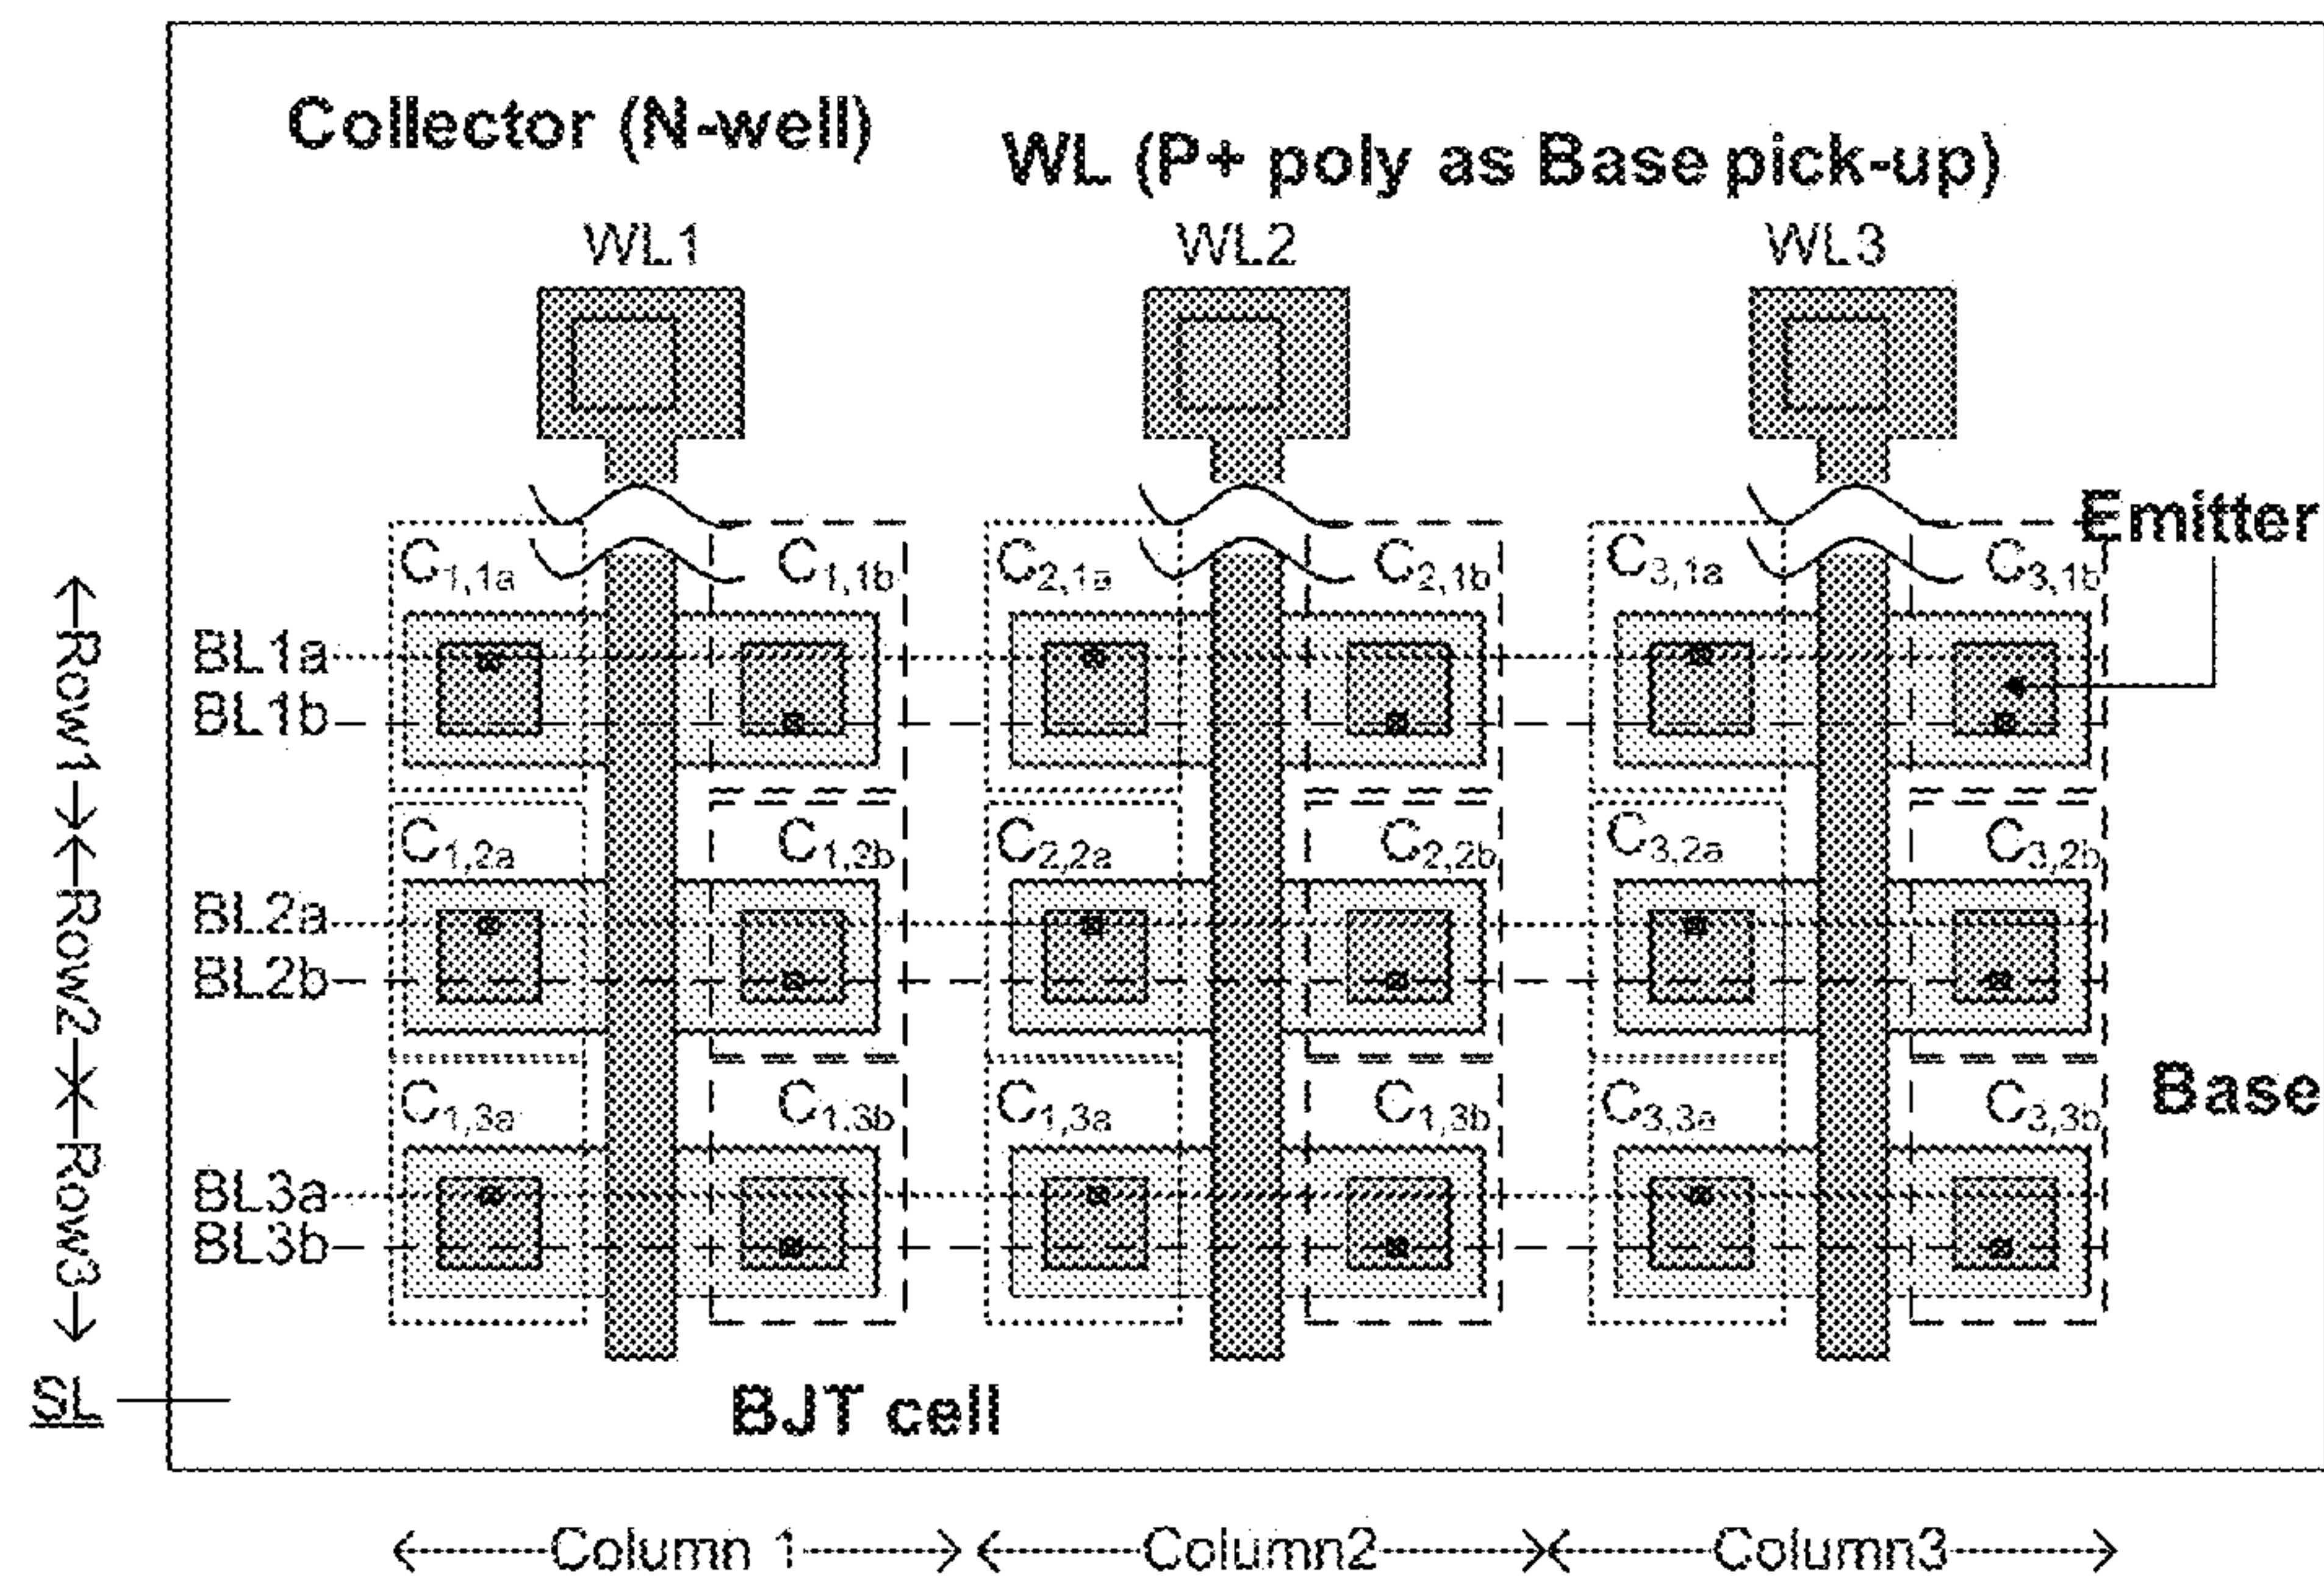 Collector (N-well)
WL (P+ poly as Base pick-up)
WL1 WL2 WL3
Emitter
C1,1a C1,1b C2,1a C2,1b C3,1a C3,1b
BL1a
BL1b
Row1
C1,2a C1,2b C2,2a C2,2b C3,2a C3,2b
BL2a
BL2b
Row2
C1,3a C1,3b C1,3a C1,3b C3,3a C3,3b
Base
BL3a
BL3b
Row3
SL
BJT cell
Column 1 Column2 Column3